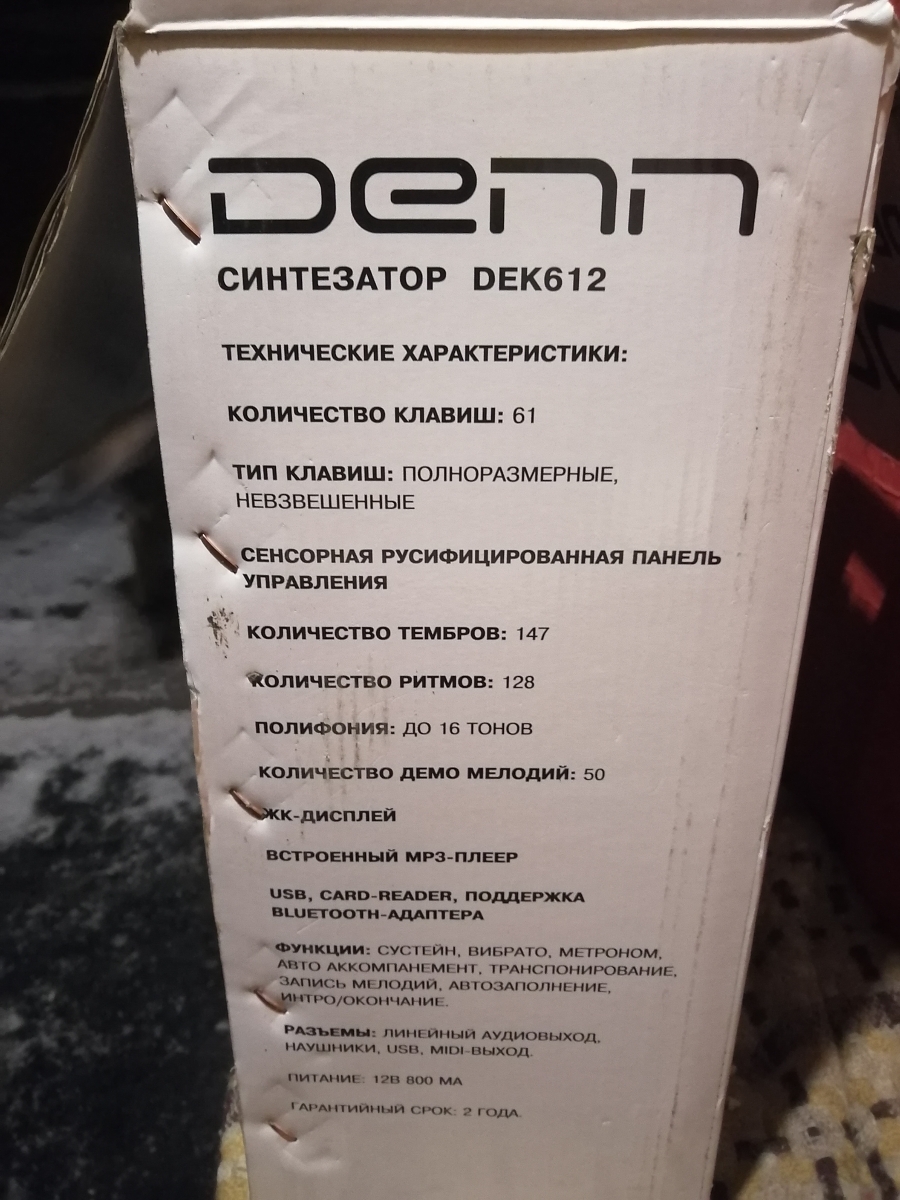 DENN
СИНТЕЗАТОР DEK612
ТЕХНИЧЕСКИЕ ХАРАКТЕРИСТИКИ:
КОЛИЧЕСТВО КЛАВИШ: 61
ТИП КЛАВИШ: ПОЛНОРАЗМЕРНЫЕ,
НЕВЗВЕШЕННЫЕ
СЕНСОРНАЯ РУСИФИЦИРОВАННАЯ ПАНЕЛЬ
УПРАВЛЕНИЯ
КОЛИЧЕСТВО ТЕМБРОВ: 147
КОЛИЧЕСТВО РИТМОВ: 128
ПОЛИФОНИЯ: ДО 16 ТОНОВ
КОЛИЧЕСТВО ДЕМО МЕЛОДИЙ: 50
ЖК-ДИСПЛЕЙ
ВСТРОЕННЫЙ MP3-ПЛЕЕР
USB, CARD-READER, ПОДДЕРЖКА
BLUETOOTH-АДАПТЕРА
ФУНКЦИИ: СУСТЕЙН, ВИБРАТО, МЕТРОНОМ,
АВТО АККОМПАНЕМЕНТ, ТРАНСПОНИРОВАНИЕ,
ЗАПИСЬ МЕЛОДИЙ, АВТОЗАПОЛНЕНИЕ,
ИНТРО/ОКОНЧАНИЕ.
РАЗЪЕМЫ: ЛИНЕЙНЫЙ АУДИОВЫХОД,
НАУШНИКИ, USB, MIDI-ВЫХОД.
ПИТАНИЕ: 12В 800 МА
ГАРАНТИЙНЫЙ СРОК: 2 ГОДА.